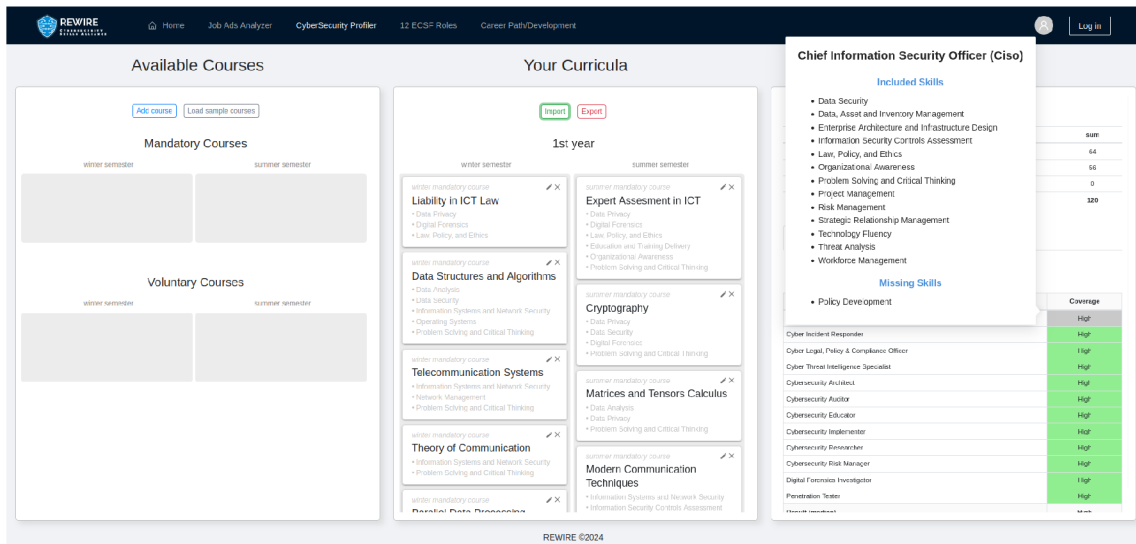 REWIRE
CYBERSECURITY
SKILLS ALLIANCE
Home
Job Ads Analyzer
CyberSecurity Profiler
12 ECSF Roles
Career Path/Development
Log in
Available Courses
Add course
Load sample courses
Mandatory Courses
winter semester
summer semester
Voluntary Courses
winter semester
summer semester
Your Curricula
Import
Export
1st year
winter semester
summer semester
winter mandatory course
Liability in ICT Law
• Data Privacy
• Digital Forensics
• Law, Policy, and Ethics
winter mandatory course
Data Structures and Algorithms
• Data Analysis
• Data Security
• Information Systems and Network Security
• Operating Systems
• Problem Solving and Critical Thinking
winter mandatory course
Telecommunication Systems
• Information Systems and Network Security
• Network Management
• Problem Solving and Critical Thinking
winter mandatory course
Theory of Communication
• Information Systems and Network Security
• Problem Solving and Critical Thinking
winter mandatory course
Parallel Data Processing
summer mandatory course
Expert Assesment in ICT
• Data Privacy
• Digital Forensics
• Law, Policy, and Ethics
• Education and Training Delivery
• Organizational Awareness
• Problem Solving and Critical Thinking
summer mandatory course
Cryptography
• Data Privacy
• Data Security
• Digital Forensics
• Problem Solving and Critical Thinking
summer mandatory course
Matrices and Tensors Calculus
• Data Analysis
• Data Privacy
• Problem Solving and Critical Thinking
summer mandatory course
Modern Communication
Techniques
• Information Systems and Network Security
• Information Security Controls Assessment
Chief Information Security Officer (Ciso)
Included Skills
• Data Security
• Data, Asset and Inventory Management
• Enterprise Architecture and Infrastructure Design
• Information Security Controls Assessment
• Law, Policy, and Ethics
• Organizational Awareness
• Problem Solving and Critical Thinking
• Project Management
• Risk Management
• Strategic Relationship Management
• Technology Fluency
• Threat Analysis
• Workforce Management
Missing Skills
• Policy Development
sum
64
56
0
120
Coverage
High
Cyber Incident Responder High
Cyber Legal, Policy & Compliance Officer High
Cyber Threat Intelligence Specialist High
Cybersecurity Architect High
Cybersecurity Auditor High
Cybersecurity Educator High
Cybersecurity Implementer High
Cybersecurity Researcher High
Cybersecurity Risk Manager High
Digital Forensics Investigator High
Penetration Tester High
High
REWIRE ©2024